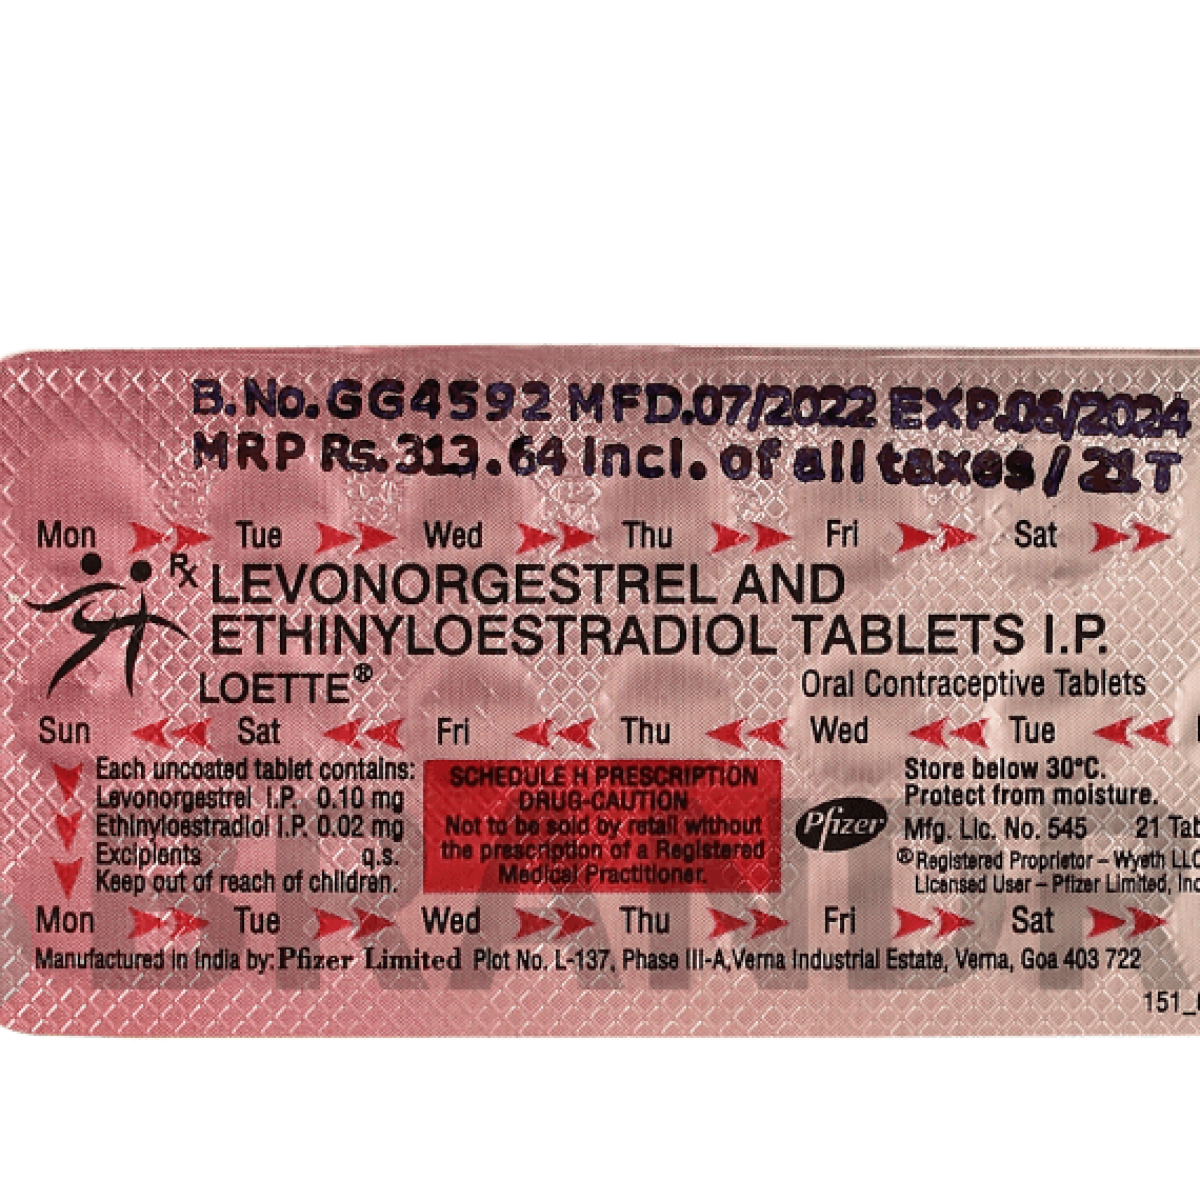 B.No.GG4592 MFD.07/2022 EXP.06/2024
MRP Rs.313.64 Incl. of all taxes / 21T
Mon Tue Wed Thu Fri Sat
Rx LEVONORGESTREL AND
ETHINYLOESTRADIOL TABLETS I.P.
LOETTE®
Oral Contraceptive Tablets
Sun Sat Fri Thu Wed Tue
Each uncoated tablet contains:
Levonorgestrel I.P. 0.10 mg
Ethinyloestradiol I.P. 0.02 mg
Excipients q.s.
Keep out of reach of children.
SCHEDULE H PRESCRIPTION
DRUG-CAUTION
Not to be sold by retail without
the prescription of a Registered
Medical Practitioner.
Pfizer
Store below 30°C.
Protect from moisture.
Mfg. Lic. No. 545 21 Tab
®Registered Proprietor – Wyeth LLC
Licensed User – Pfizer Limited, Inc
Mon Tue Wed Thu Fri Sat
Manufactured in India by: Pfizer Limited Plot No. L-137, Phase III-A, Verna Industrial Estate, Verna, Goa 403 722
151_